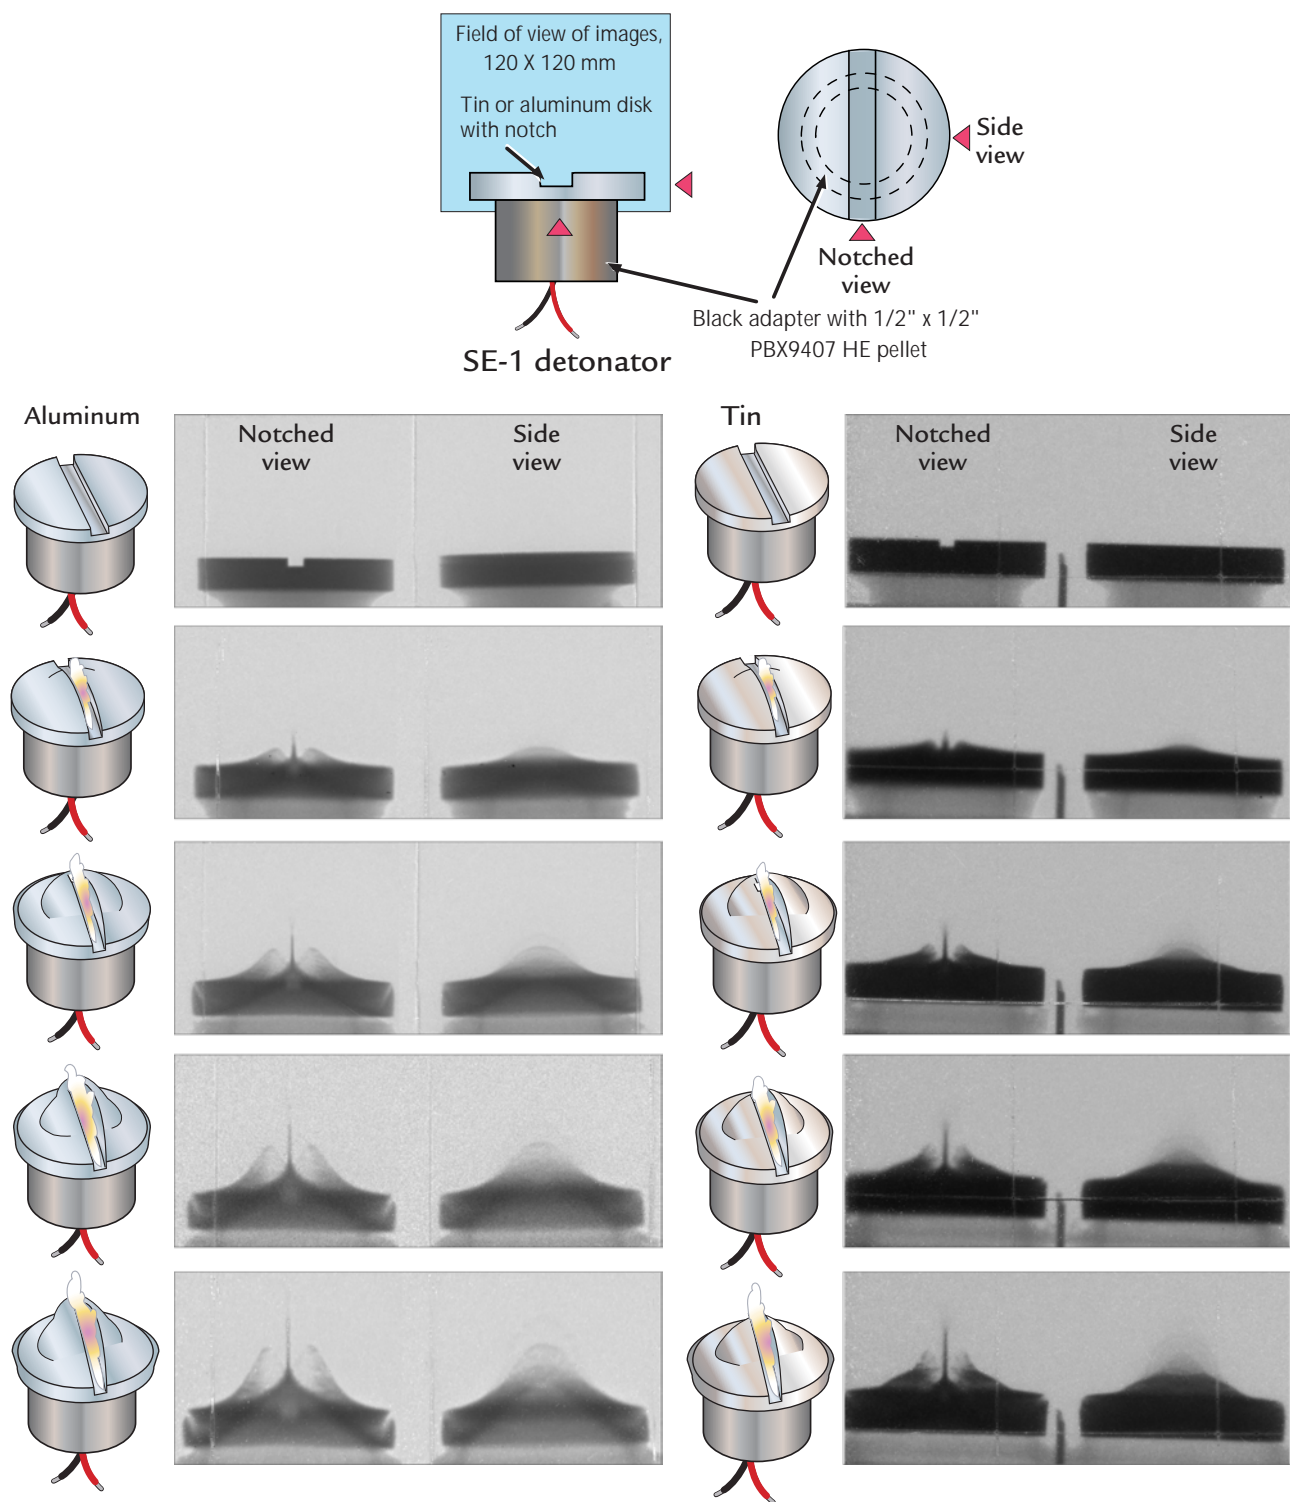 Field of view of images,
120 X 120 mm
Tin or aluminum disk
with notch
Side
view
Notched
view
Black adapter with 1/2" x 1/2"
PBX9407 HE pellet
SE-1 detonator
Aluminum
Notched
view
Side
view
Tin
Notched
view
Side
view